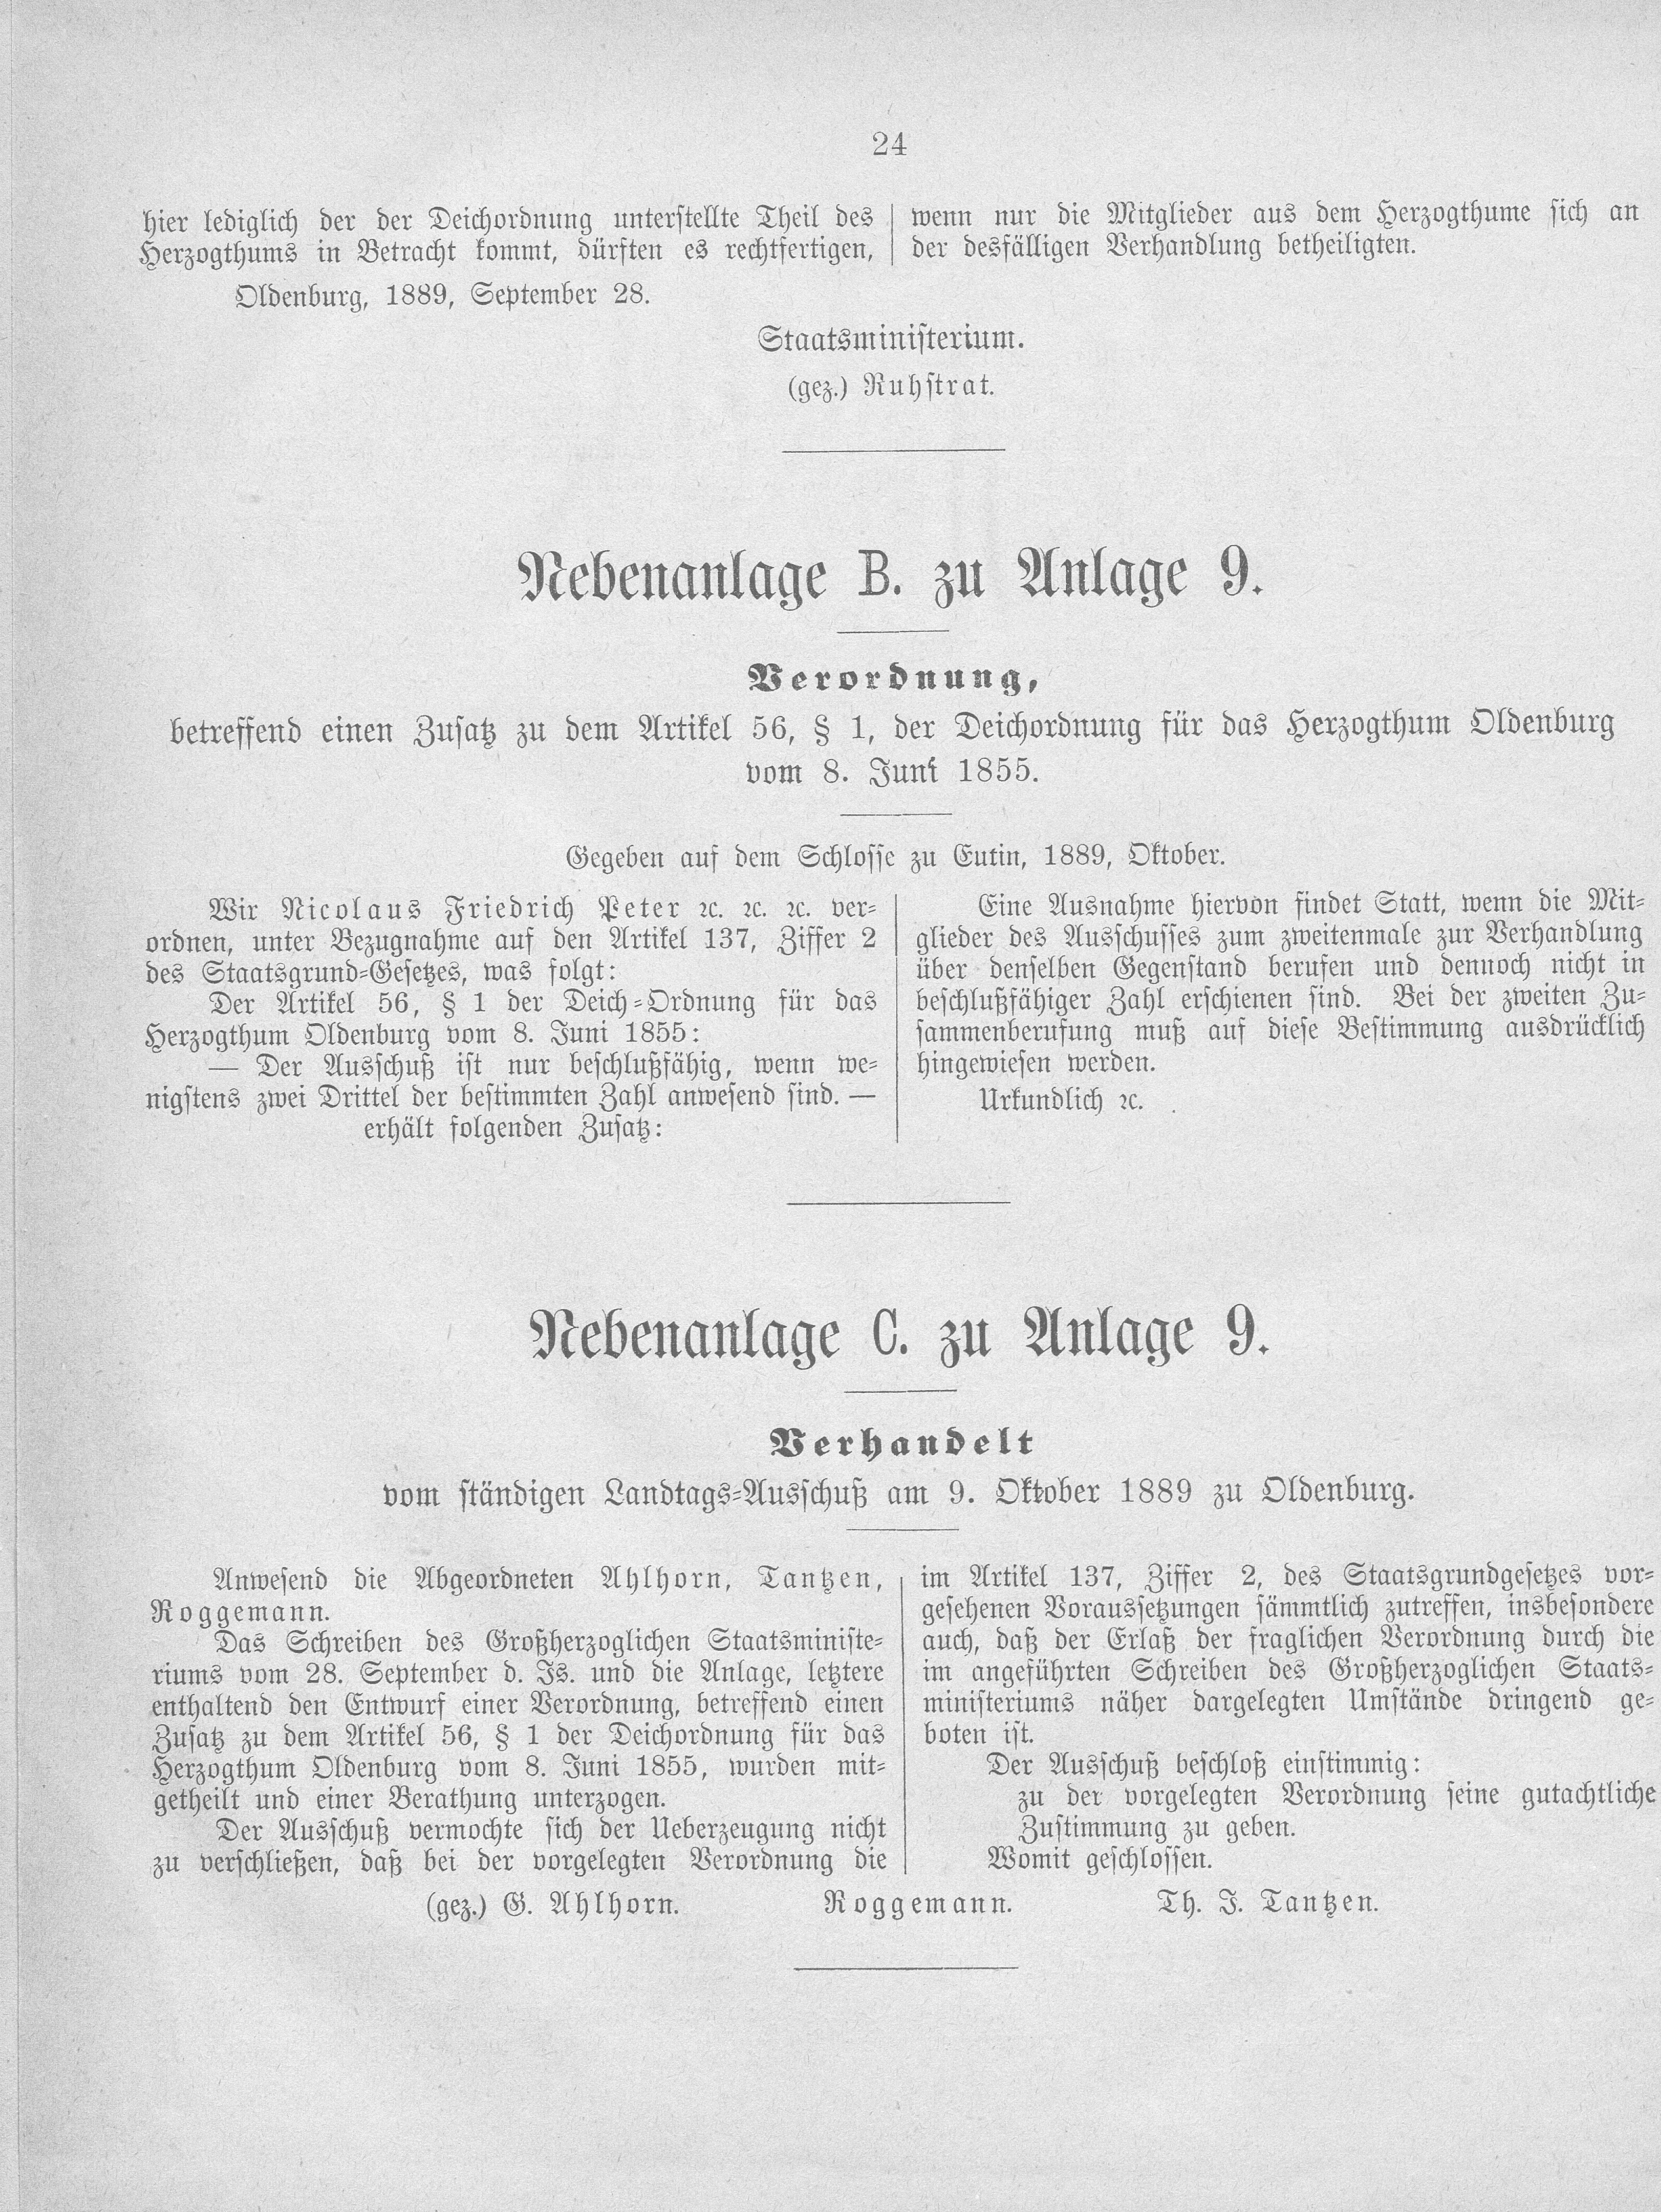 24
hier lediglich der der Deichordnung unterstellte Theil des
Herzogthums in Betracht kommt, dürften es rechtfertigen,
wenn nur die Mitglieder aus dem Herzogthume sich an
der desfälligen Verhandlung betheiligten.
Oldenburg, 1889, September 28.
Staatsministerium.
(gez.) Ruhstrat.
Nebenanlage B. zu Anlage 9.
Verordnung,
betreffend einen Zusatz zu dem Artikel 56, § 1, der Deichordnung für das Herzogthum Oldenburg
vom 8. Juni 1855.
Gegeben auf dem Schlosse zu Eutin, 1889, Oktober.
Wir Nicolaus Friedrich Peter ꝛc. ꝛc. ꝛc. ver-
ordnen, unter Bezugnahme auf den Artikel 137, Ziffer 2
des Staatsgrund-Gesetzes, was folgt:
Der Artikel 56, § 1 der Deich-Ordnung für das
Herzogthum Oldenburg vom 8. Juni 1855:
— Der Ausschuß ist nur beschlußfähig, wenn we-
nigstens zwei Drittel der bestimmten Zahl anwesend sind. —
erhält folgenden Zusatz:
Eine Ausnahme hiervon findet Statt, wenn die Mit-
glieder des Ausschusses zum zweitenmale zur Verhandlung
über denselben Gegenstand berufen und dennoch nicht in
beschlußfähiger Zahl erschienen sind. Bei der zweiten Zu-
sammenberufung muß auf diese Bestimmung ausdrücklich
hingewiesen werden.
Urkundlich ꝛc.
Nebenanlage C. zu Anlage 9.
Verhandelt
vom ständigen Landtags-Ausschuß am 9. Oktober 1889 zu Oldenburg.
Anwesend die Abgeordneten Ahlhorn, Tantzen,
Roggemann.
Das Schreiben des Großherzoglichen Staatsministe-
riums vom 28. September d. Js. und die Anlage, letztere
enthaltend den Entwurf einer Verordnung, betreffend einen
Zusatz zu dem Artikel 56, § 1 der Deichordnung für das
Herzogthum Oldenburg vom 8. Juni 1855, wurden mit-
getheilt und einer Berathung unterzogen.
Der Ausschuß vermochte sich der Ueberzeugung nicht
zu verschließen, daß bei der vorgelegten Verordnung die
im Artikel 137, Ziffer 2, des Staatsgrundgesetzes vor-
gesehenen Voraussetzungen sämmtlich zutreffen, insbesondere
auch, daß der Erlaß der fraglichen Verordnung durch die
im angeführten Schreiben des Großherzoglichen Staats-
ministeriums näher dargelegten Umstände dringend ge-
boten ist.
Der Ausschuß beschloß einstimmig:
zu der vorgelegten Verordnung seine gutachtliche
Zustimmung zu geben.
Womit geschlossen.
(gez.) G. Ahlhorn. Roggemann. Th. J. Tantzen.